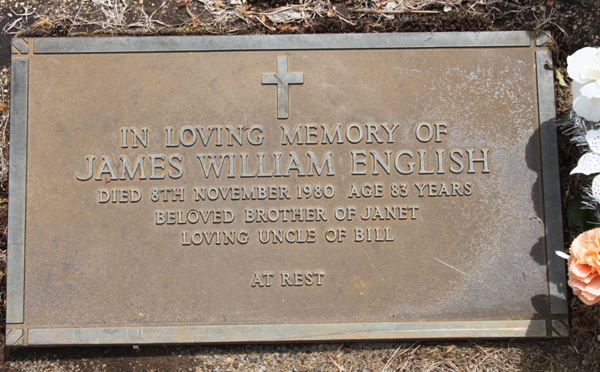 IN LOVING MEMORY OF
JAMES WILLIAM ENGLISH
DIED 8TH NOVEMBER 1980 AGE 83 YEARS
BELOVED BROTHER OF JANET
LOVING UNCLE OF BILL
AT REST